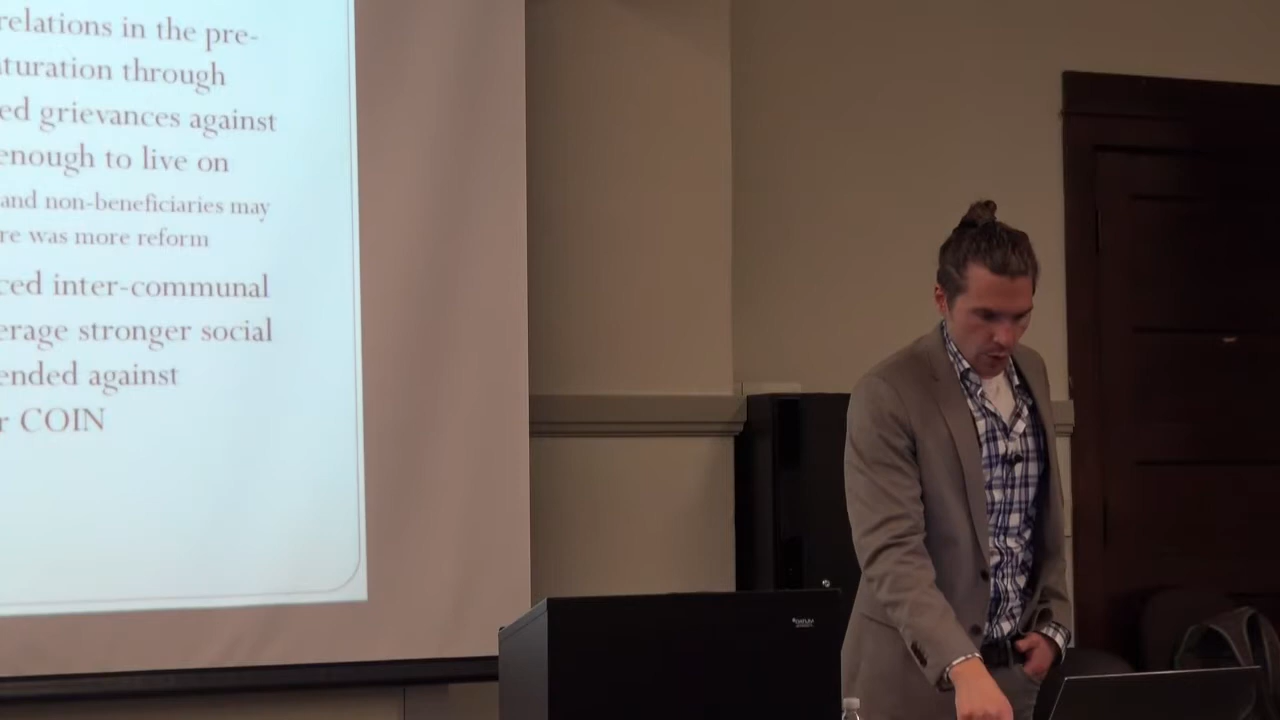 relations in the pre-
aturation through
ed grievances against
enough to live on
and non-beneficiaries may
re was more reform
ced inter-communal
erage stronger social
ended against
r COIN